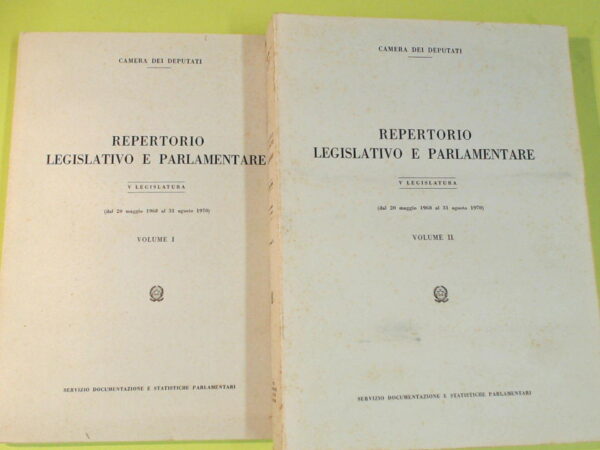 CAMERA DEI DEPUTATI
REPERTORIO
LEGISLATIVO E PARLAMENTARE
V LEGISLATURA
(dal 20 maggio 1968 al 31 agosto 1970)
VOLUME I
SERVIZIO DOCUMENTAZIONE E STATISTICHE PARLAMENTARI
CAMERA DEI DEPUTATI
REPERTORIO
LEGISLATIVO E PARLAMENTARE
V LEGISLATURA
(dal 20 maggio 1968 al 31 agosto 1970)
VOLUME II
SERVIZIO DOCUMENTAZIONE E STATISTICHE PARLAMENTARI